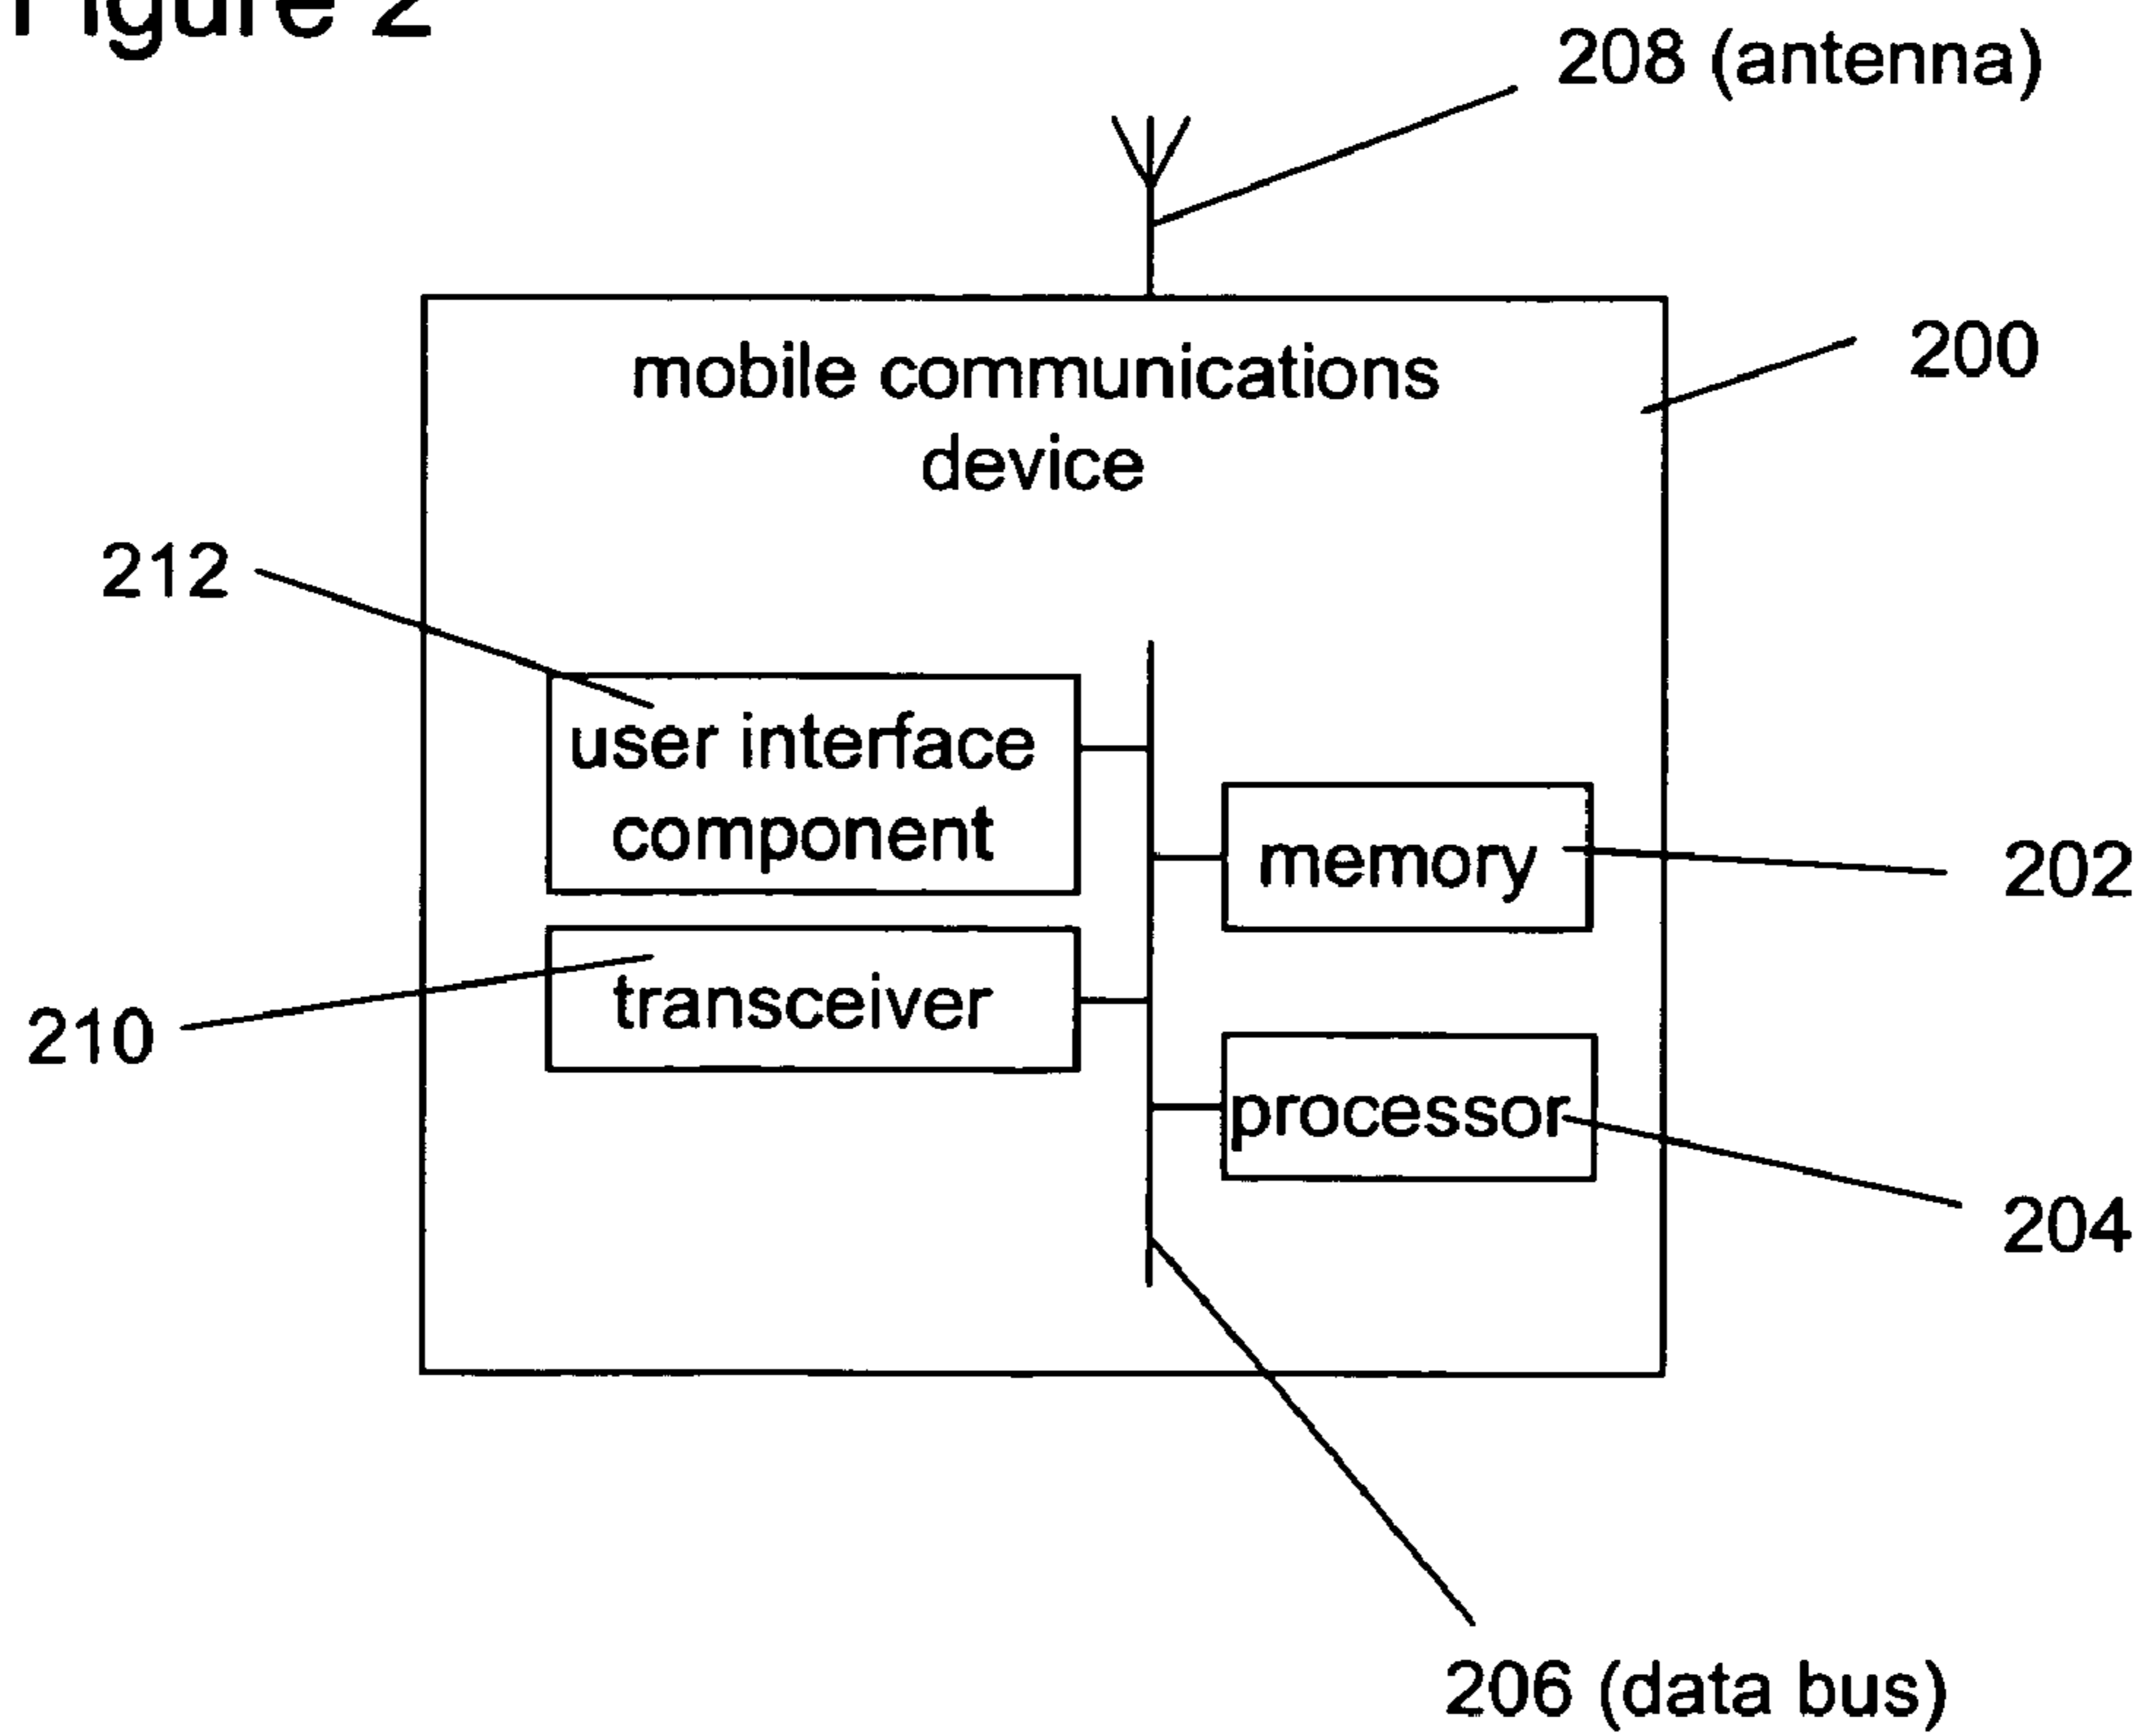 Figure 2
208 (antenna)
mobile communications
device
200
212
user interface
component
memory
202
210
transceiver
processor
204
206 (data bus)